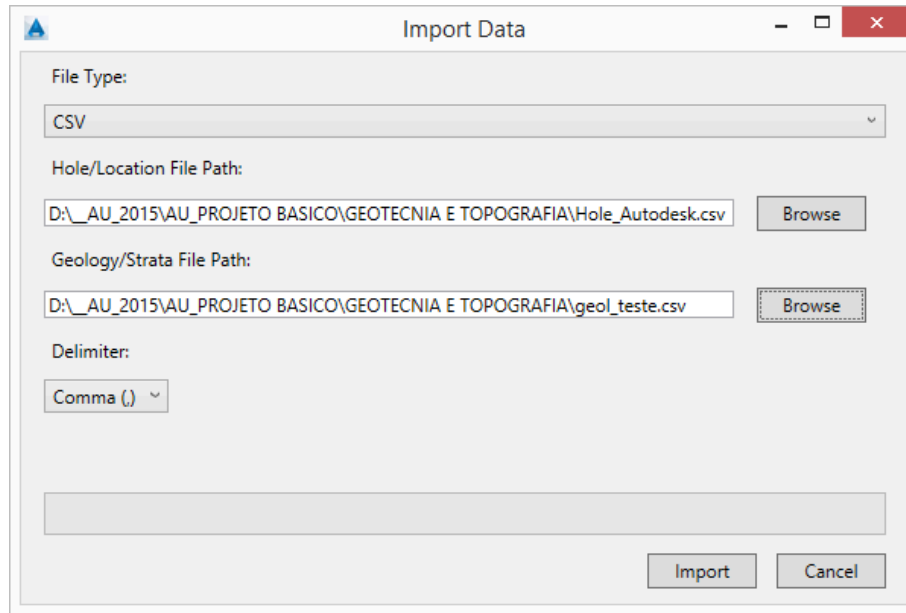 Import Data
File Type:
CSV
Hole/Location File Path:
D:\__AU_2015\AU_PROJETO BASICO\GEOTECNIA E TOPOGRAFIA\Hole_Autodesk.csv
Browse
Geology/Strata File Path:
D:\__AU_2015\AU_PROJETO BASICO\GEOTECNIA E TOPOGRAFIA\geol_teste.csv
Browse
Delimiter:
Comma (,)
Import
Cancel